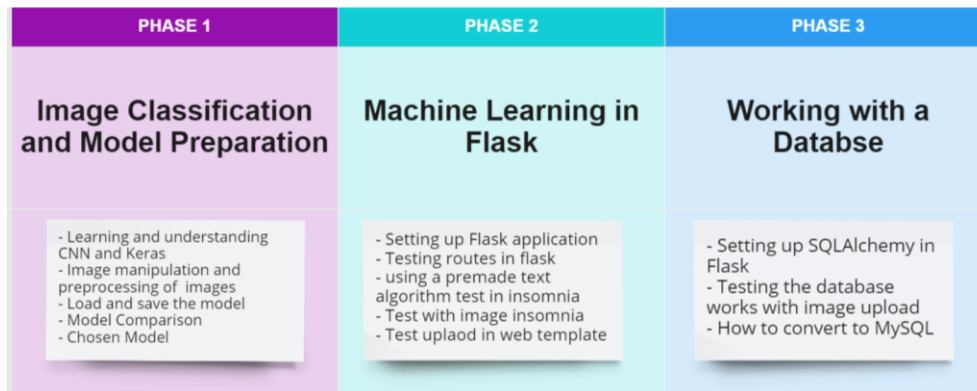 PHASE 1
Image Classification
and Model Preparation
- Learning and understanding
CNN and Keras
- Image manipulation and
preprocessing of  images
- Load and save the model
- Model Comparison
- Chosen Model
PHASE 2
Machine Learning in
Flask
- Setting up Flask application
- Testing routes in flask
- using a premade text
algorithm test in insomnia
- Test with image insomnia
- Test uplaod in web template
PHASE 3
Working with a
Databse
- Setting up SQLAlchemy in
Flask
- Testing the database
works with image upload
- How to convert to MySQL